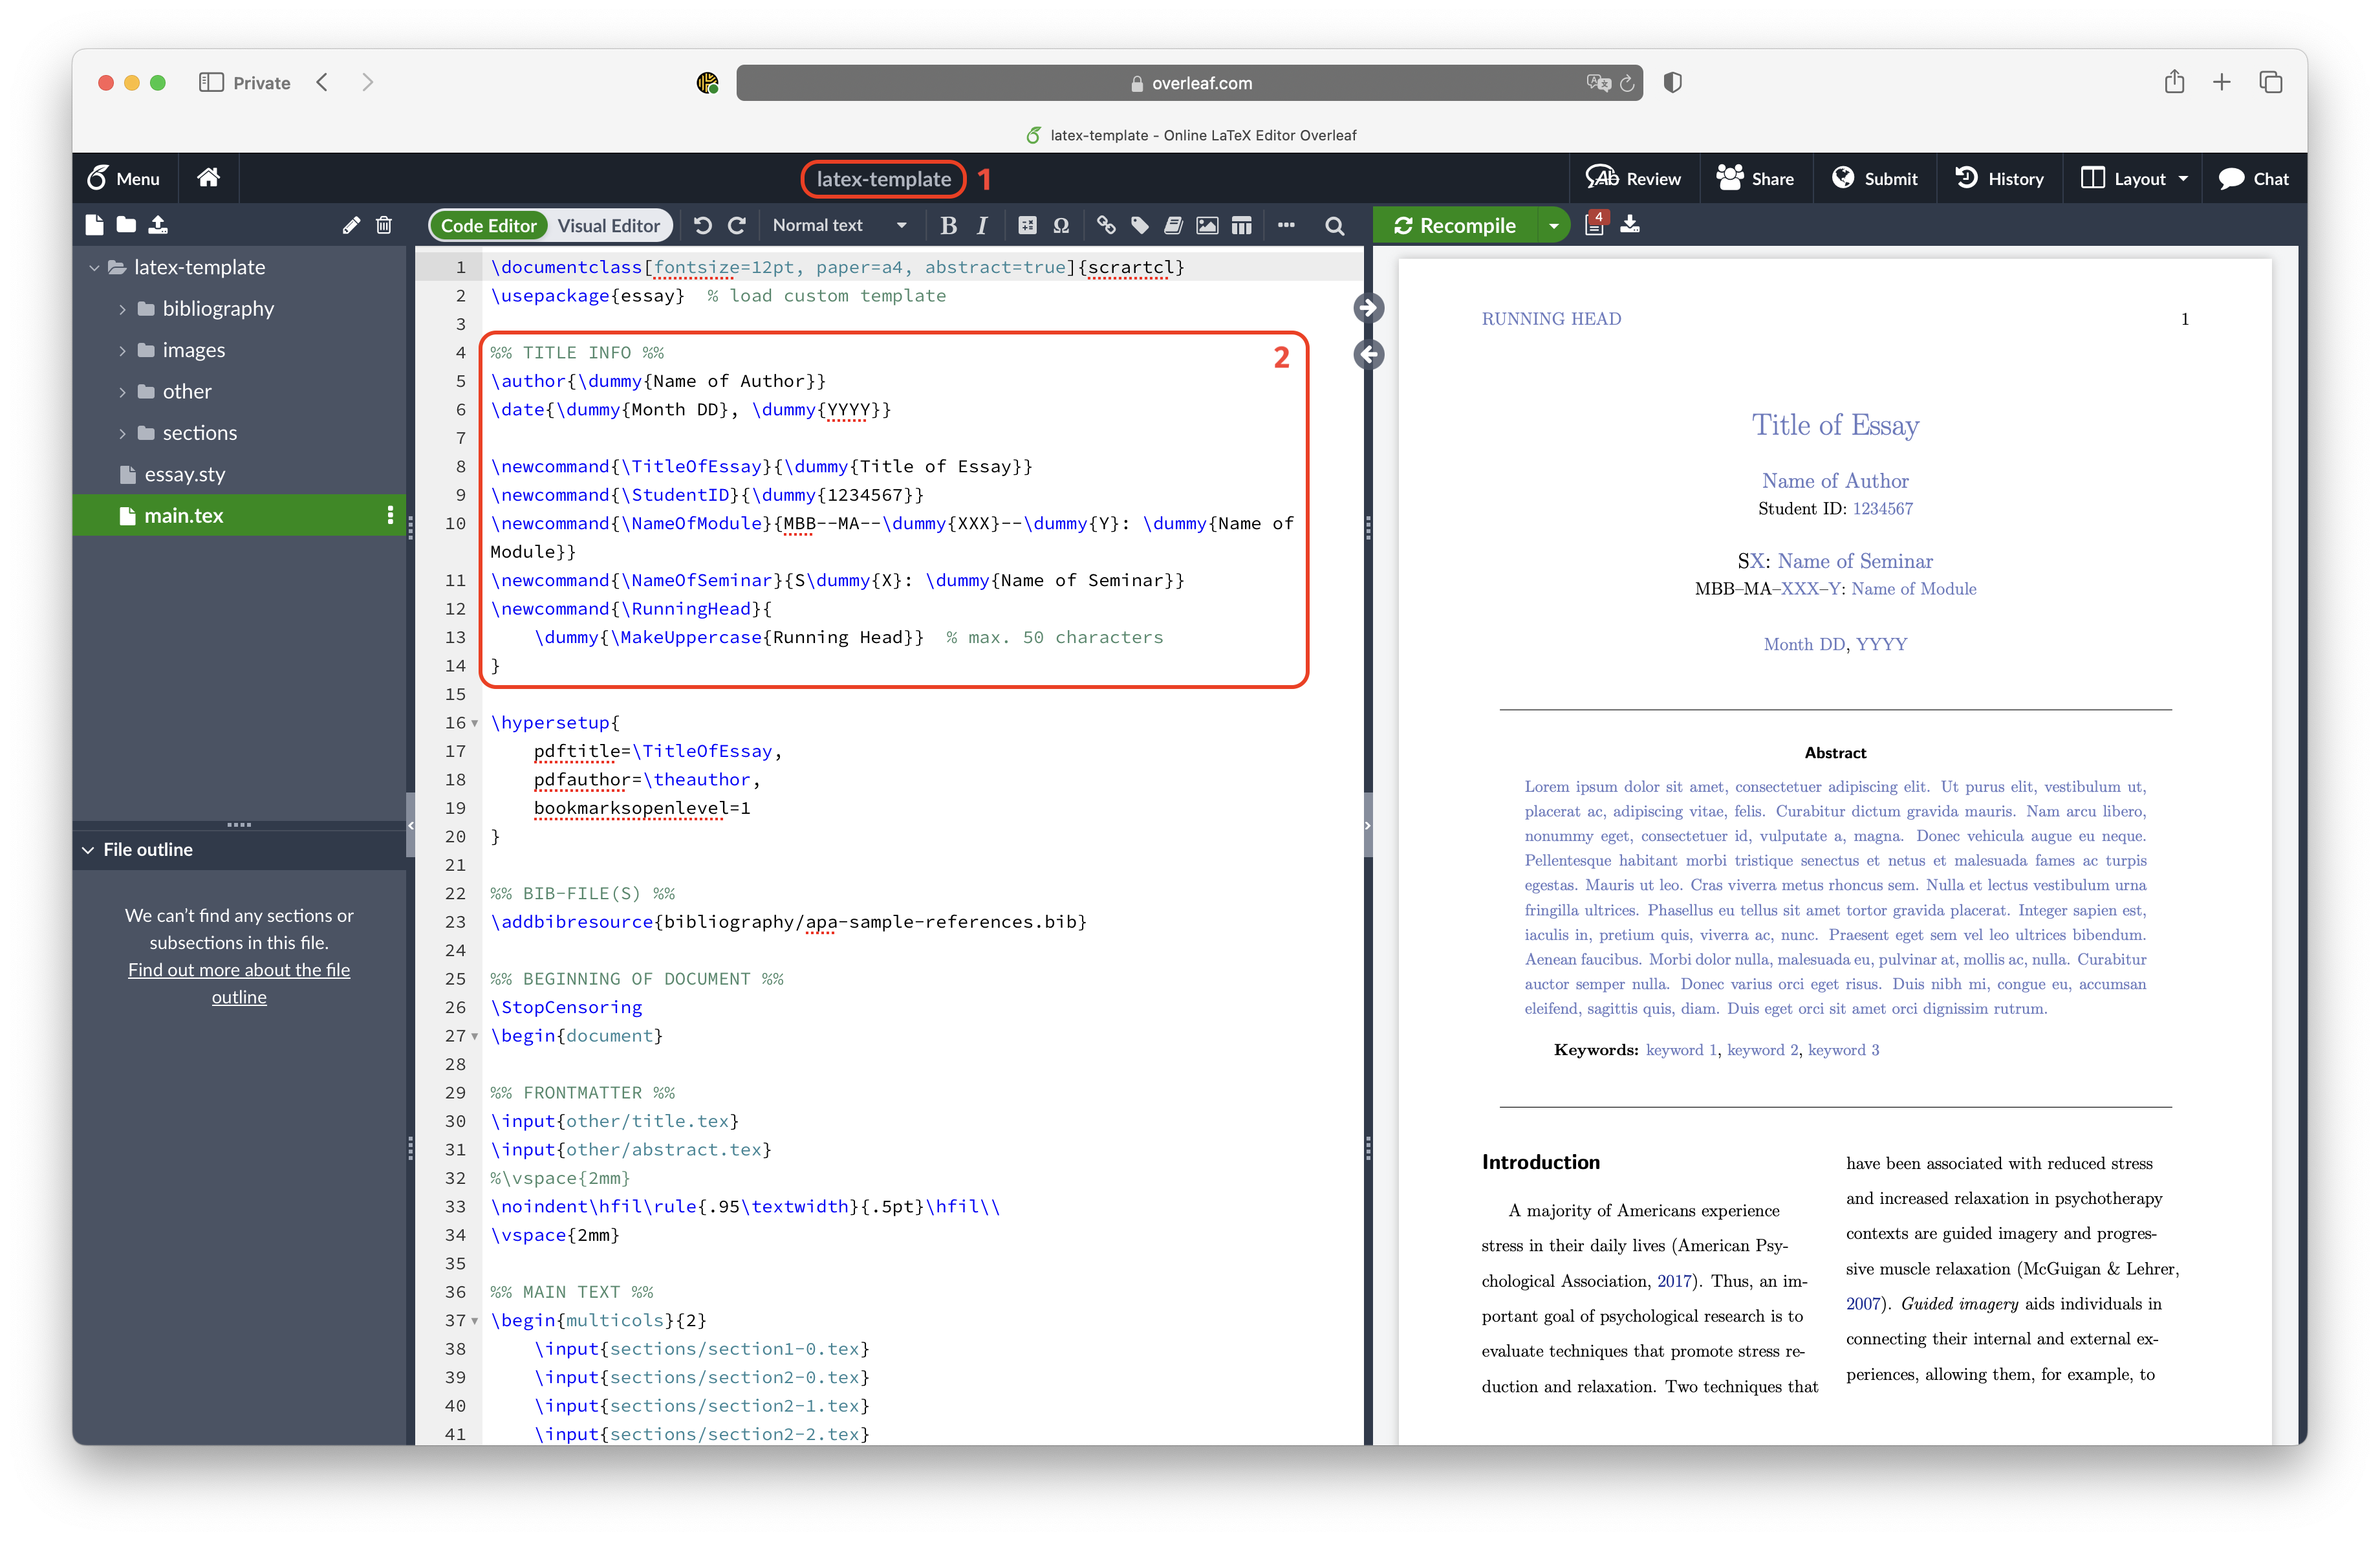 Private
overleaf.com
latex-template - Online LaTeX Editor Overleaf
Menu
latex-template 1
Review
Share
Submit
History
Layout
Chat
Code Editor
Visual Editor
Normal text
B I
Ω
Recompile
4
latex-template
bibliography
images
other
sections
essay.sty
main.tex
File outline
We can't find any sections or
subsections in this file.
Find out more about the file
outline
1 \documentclass[fontsize=12pt, paper=a4, abstract=true]{scrartcl}
2 \usepackage{essay}  % load custom template
3
2
4 %% TITLE INFO %%
5 \author{\dummy{Name of Author}}
6 \date{\dummy{Month DD}, \dummy{YYYY}}
7
8 \newcommand{\TitleOfEssay}{\dummy{Title of Essay}}
9 \newcommand{\StudentID}{\dummy{1234567}}
10 \newcommand{\NameOfModule}{MBB--MA--\dummy{XXX}--\dummy{Y}: \dummy{Name of
Module}}
11 \newcommand{\NameOfSeminar}{S\dummy{X}: \dummy{Name of Seminar}}
12 \newcommand{\RunningHead}{
13     \dummy{\MakeUppercase{Running Head}}  % max. 50 characters
14 }
15
16 \hypersetup{
17     pdftitle=\TitleOfEssay,
18     pdfauthor=\theauthor,
19     bookmarksopenlevel=1
20 }
21
22 %% BIB-FILE(S) %%
23 \addbibresource{bibliography/apa-sample-references.bib}
24
25 %% BEGINNING OF DOCUMENT %%
26 \StopCensoring
27 \begin{document}
28
29 %% FRONTMATTER %%
30 \input{other/title.tex}
31 \input{other/abstract.tex}
32 %\vspace{2mm}
33 \noindent\hfil\rule{.95\textwidth}{.5pt}\hfil\\
34 \vspace{2mm}
35
36 %% MAIN TEXT %%
37 \begin{multicols}{2}
38     \input{sections/section1-0.tex}
39     \input{sections/section2-0.tex}
40     \input{sections/section2-1.tex}
41     \input{sections/section2-2.tex}
RUNNING HEAD 1
Title of Essay
Name of Author
Student ID: 1234567
SX: Name of Seminar
MBB–MA–XXX–Y: Name of Module
Month DD, YYYY
Abstract
Lorem ipsum dolor sit amet, consectetuer adipiscing elit. Ut purus elit, vestibulum ut,
placerat ac, adipiscing vitae, felis. Curabitur dictum gravida mauris. Nam arcu libero,
nonummy eget, consectetuer id, vulputate a, magna. Donec vehicula augue eu neque.
Pellentesque habitant morbi tristique senectus et netus et malesuada fames ac turpis
egestas. Mauris ut leo. Cras viverra metus rhoncus sem. Nulla et lectus vestibulum urna
fringilla ultrices. Phasellus eu tellus sit amet tortor gravida placerat. Integer sapien est,
iaculis in, pretium quis, viverra ac, nunc. Praesent eget sem vel leo ultrices bibendum.
Aenean faucibus. Morbi dolor nulla, malesuada eu, pulvinar at, mollis ac, nulla. Curabitur
auctor semper nulla. Donec varius orci eget risus. Duis nibh mi, congue eu, accumsan
eleifend, sagittis quis, diam. Duis eget orci sit amet orci dignissim rutrum.
Keywords: keyword 1, keyword 2, keyword 3
Introduction
A majority of Americans experience
stress in their daily lives (American Psy-
chological Association, 2017). Thus, an im-
portant goal of psychological research is to
evaluate techniques that promote stress re-
duction and relaxation. Two techniques that
have been associated with reduced stress
and increased relaxation in psychotherapy
contexts are guided imagery and progres-
sive muscle relaxation (McGuigan & Lehrer,
2007). Guided imagery aids individuals in
connecting their internal and external ex-
periences, allowing them, for example, to